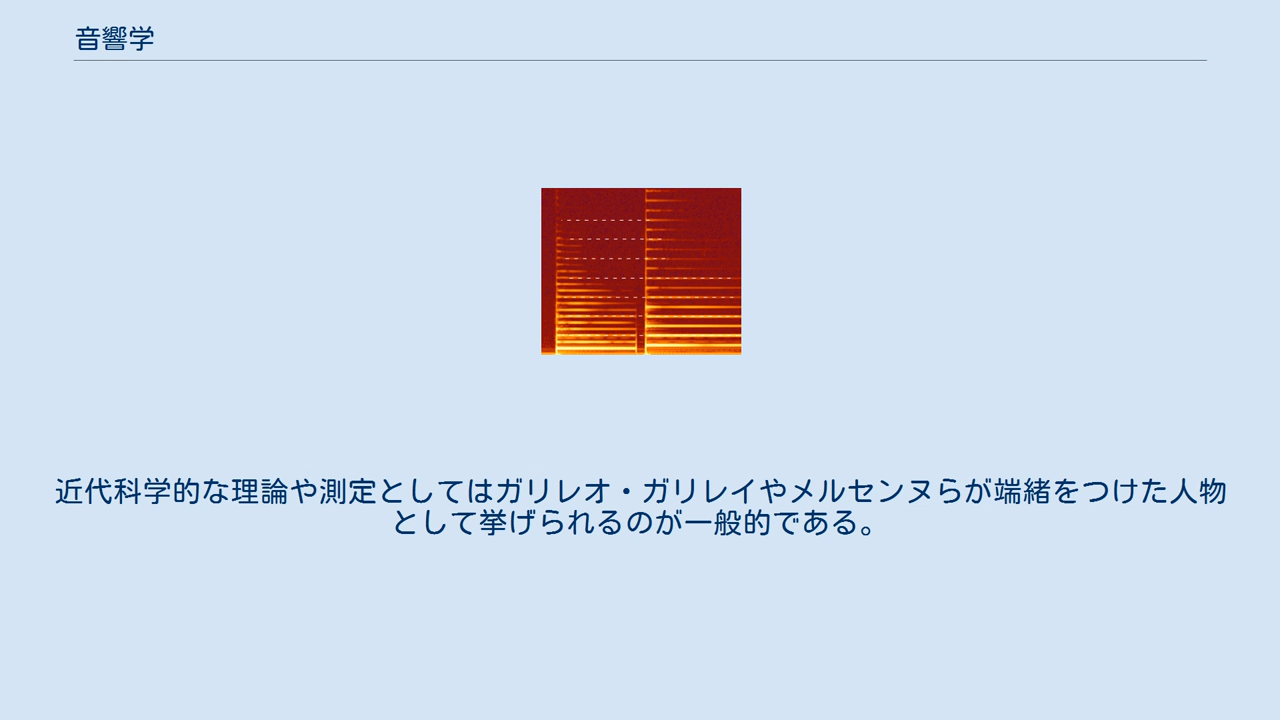 音響学
近代科学的な理論や測定としてはガリレオ・ガリレイやメルセンヌらが端緒をつけた人物
として挙げられるのが一般的である。